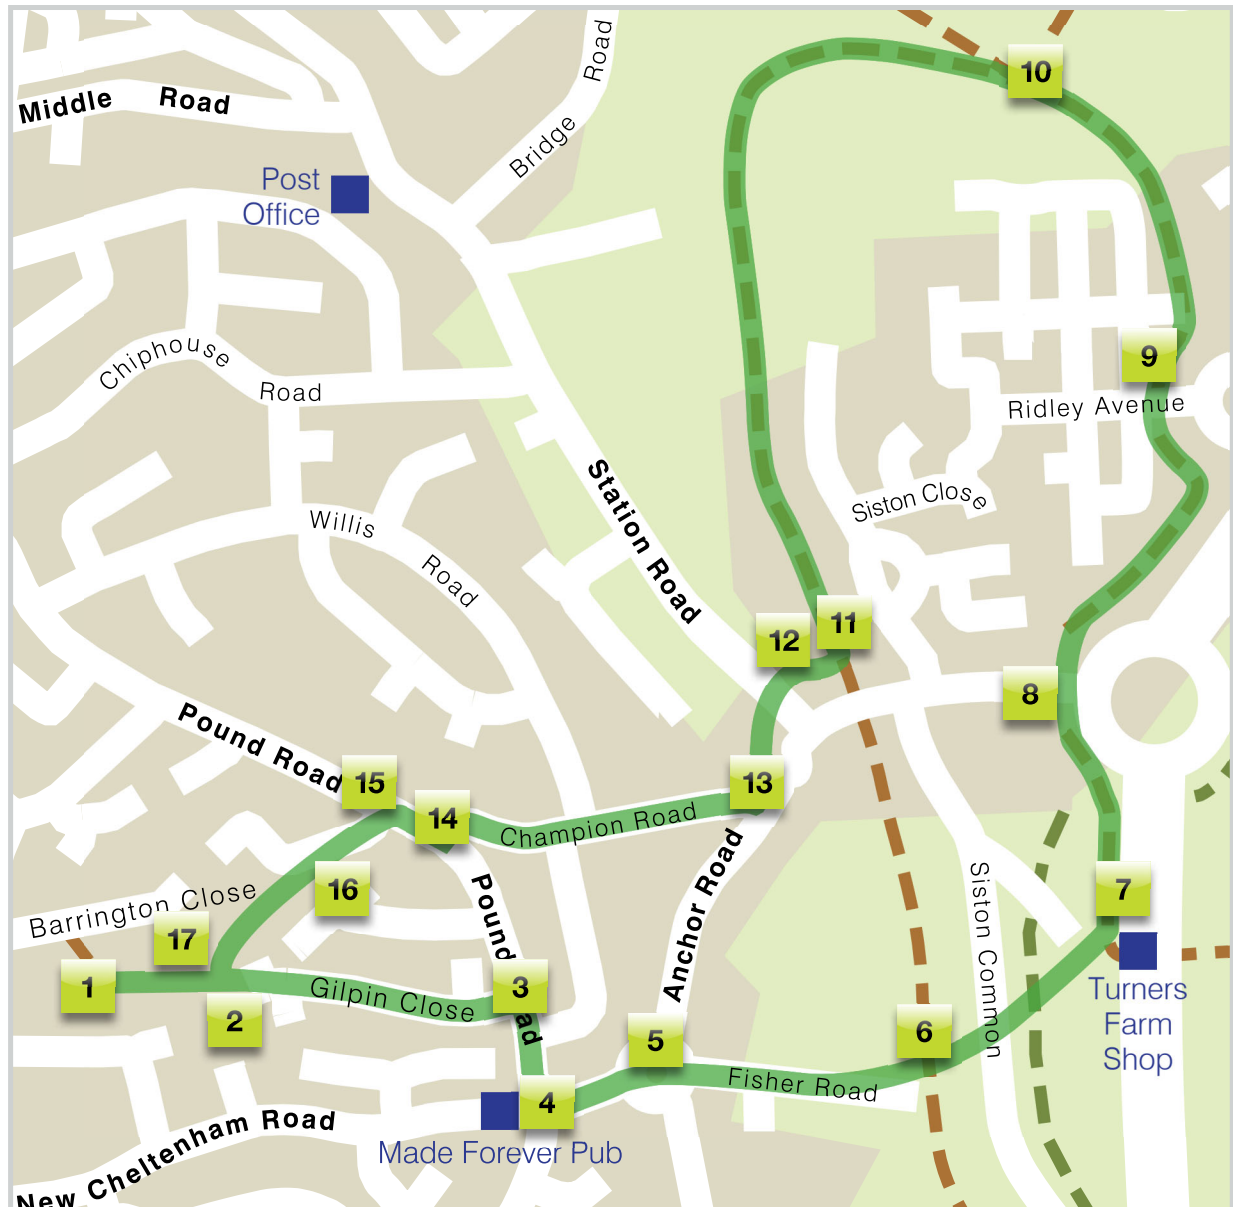 Road
10
Middle Road
Bridge
Post
Office
Chiphouse
9
Road
Ridley Avenue
Siston Close
Willis
Station Road
Road
11
12
8
Pound Road
15
13
14
Champion Road
16
Barrington Close
7
Pound
Anchor Road
17
Siston Common
1
Gilpin Close
3
Turners
Farm
Shop
2
ad
5
6
Fisher Road
4
New Cheltenham Road
Made Forever Pub